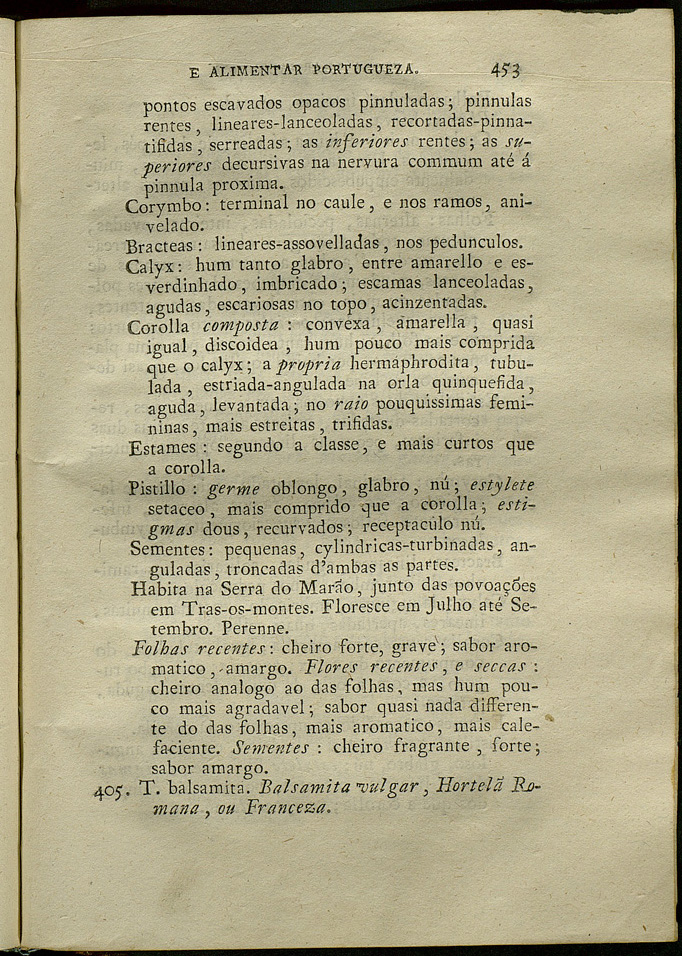 E ALIMENTAR PORTUGUEZA. 453
pontos escavados opacos pinnuladas; pinnulas
rentes, lineares-lanceoladas, recortadas-pinna-
tifidas, serreadas; as inferiores rentes; as su-
periores decursivas na nervura commum até á
pinnula proxima.
Corymbo: terminal no caule, e nos ramos, ani-
velado.
Bracteas: lineares-assovelladas, nos pedunculos.
Calyx: hum tanto glabro, entre amarello e es-
verdinhado, imbricado; escamas lanceoladas,
agudas, escariosas no topo, acinzentadas.
Corolla composta: convexa, amarella, quasi
igual, discoidea, hum pouco mais comprida
que o calyx; a propria hermaphrodita, tubu-
lada, estriada-angulada na orla quinquefida,
aguda, levantada; no raio pouquissimas femi-
ninas, mais estreitas, trifidas.
Estames: segundo a classe, e mais curtos que
a corolla.
Pistillo: germe oblongo, glabro, nú; estylete
setaceo, mais comprido que a corolla; esti-
gmas dous, recurvados; receptaculo nú.
Sementes: pequenas, cylindricas-turbinadas, an-
guladas, troncadas d'ambas as partes.
Habita na Serra do Marão, junto das povoações
em Tras-os-montes. Floresce em Julho até Se-
tembro. Perenne.
Folhas recentes: cheiro forte, grave; sabor aro-
matico, amargo. Flores recentes, e seccas:
cheiro analogo ao das folhas, mas hum pou-
co mais agradavel; sabor quasi nada differen-
te do das folhas, mais aromatico, mais cale-
faciente. Sementes: cheiro fragrante, forte;
sabor amargo.
405. T. balsamita. Balsamita vulgar, Hortelã Ro-
mana, ou Franceza.